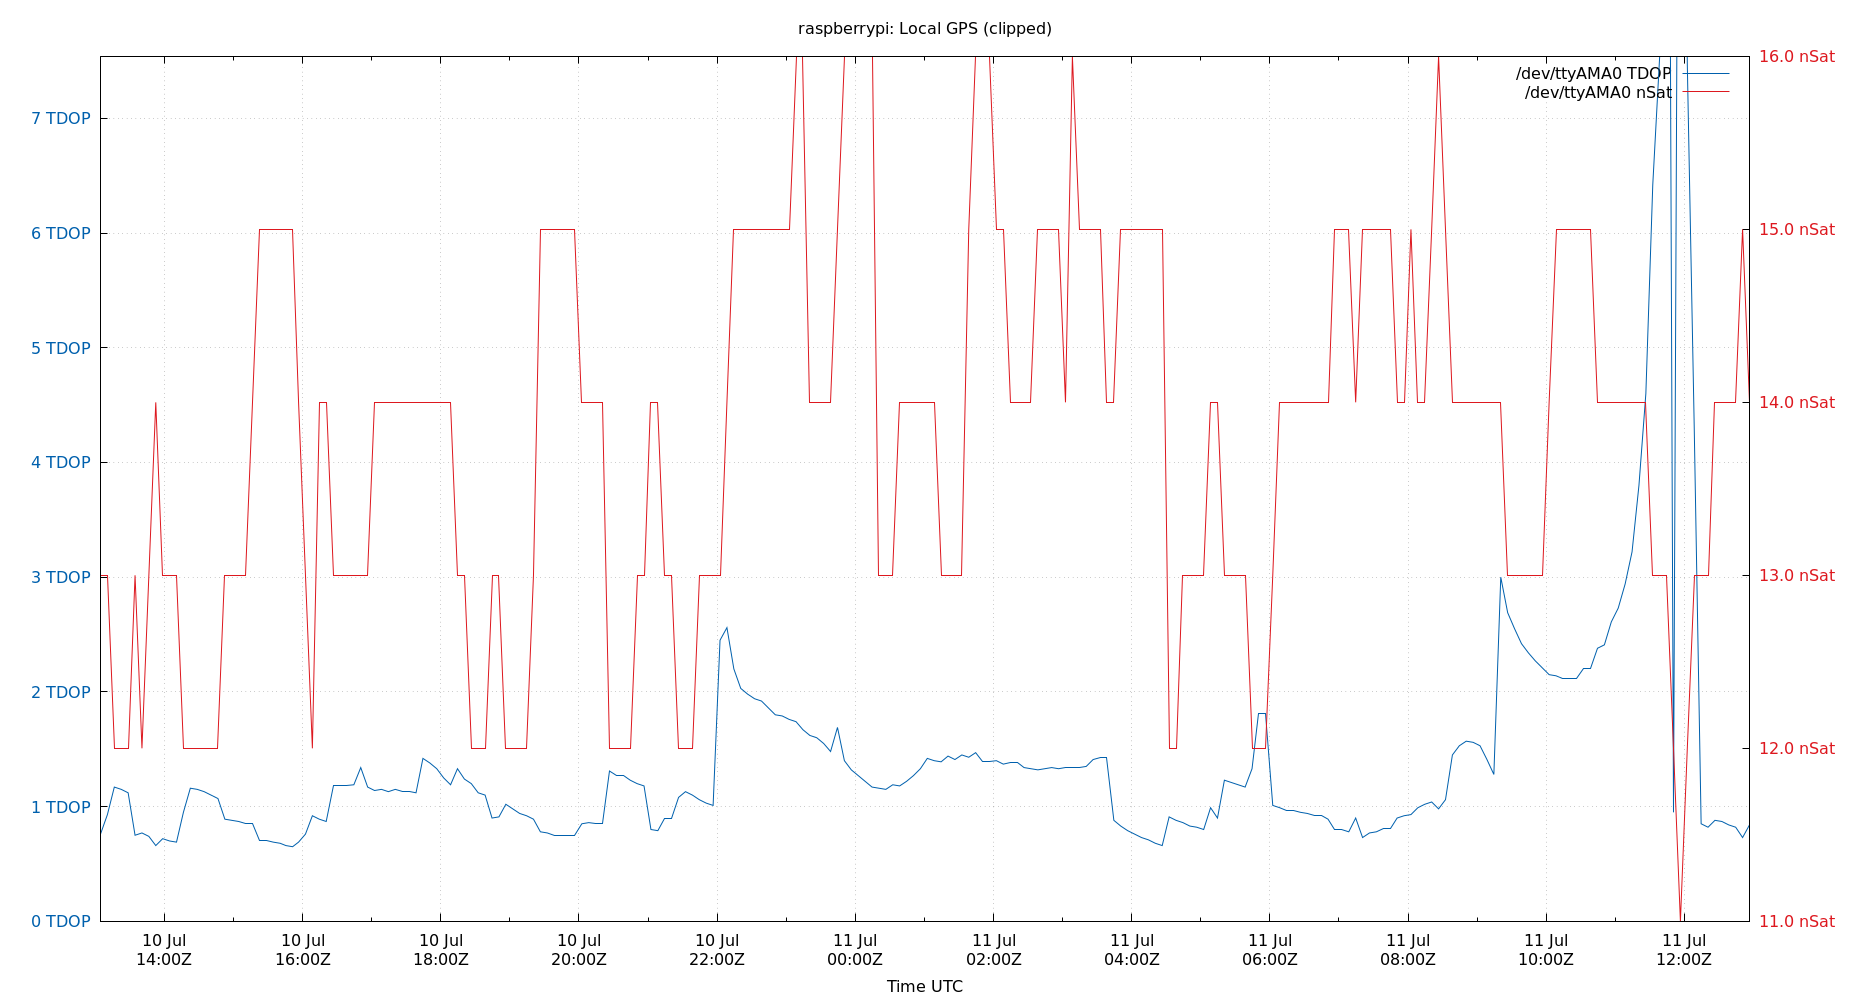 raspberrypi: Local GPS (clipped)
16.0 nSat
/dev/ttyAMA0 TDOP
/dev/ttyAMA0 nSat
7 TDOP
6 TDOP
15.0 nSat
5 TDOP
14.0 nSat
4 TDOP
3 TDOP
13.0 nSat
2 TDOP
12.0 nSat
1 TDOP
0 TDOP
11.0 nSat
10 Jul 10 Jul 10 Jul 10 Jul 10 Jul 11 Jul 11 Jul 11 Jul 11 Jul 11 Jul 11 Jul 11 Jul
14:00Z 16:00Z 18:00Z 20:00Z 22:00Z 00:00Z 02:00Z 04:00Z 06:00Z 08:00Z 10:00Z 12:00Z
Time UTC